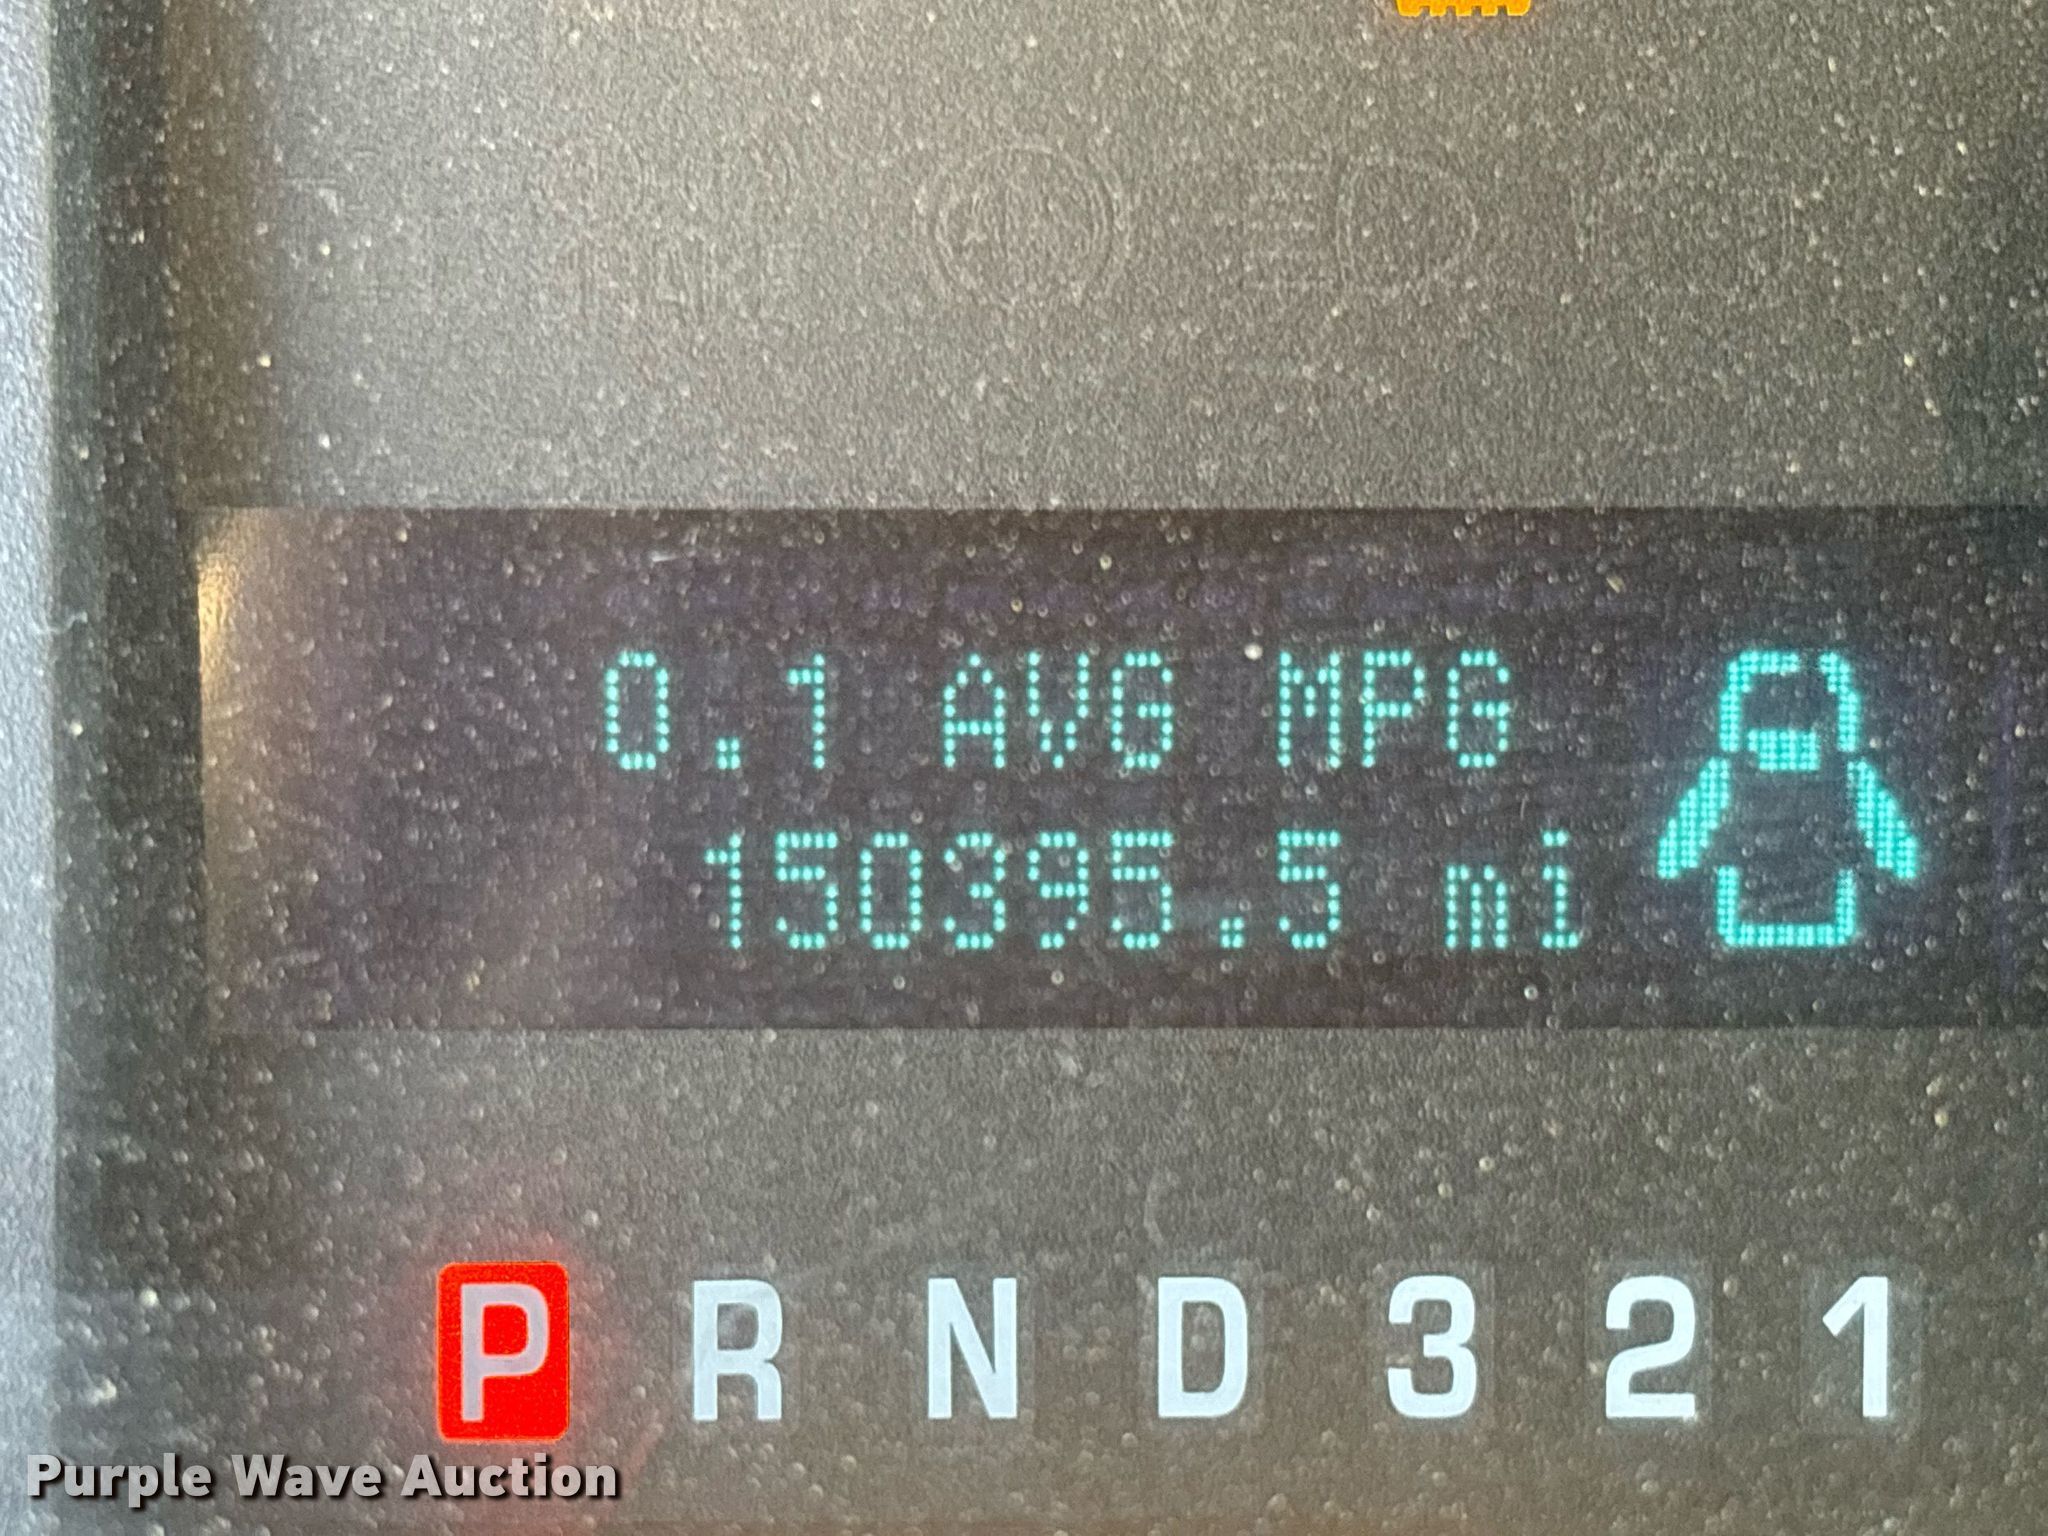 0.1 AVG MPG
150395.5 mi
P R N D 3 2 1
Purple Wave Auction